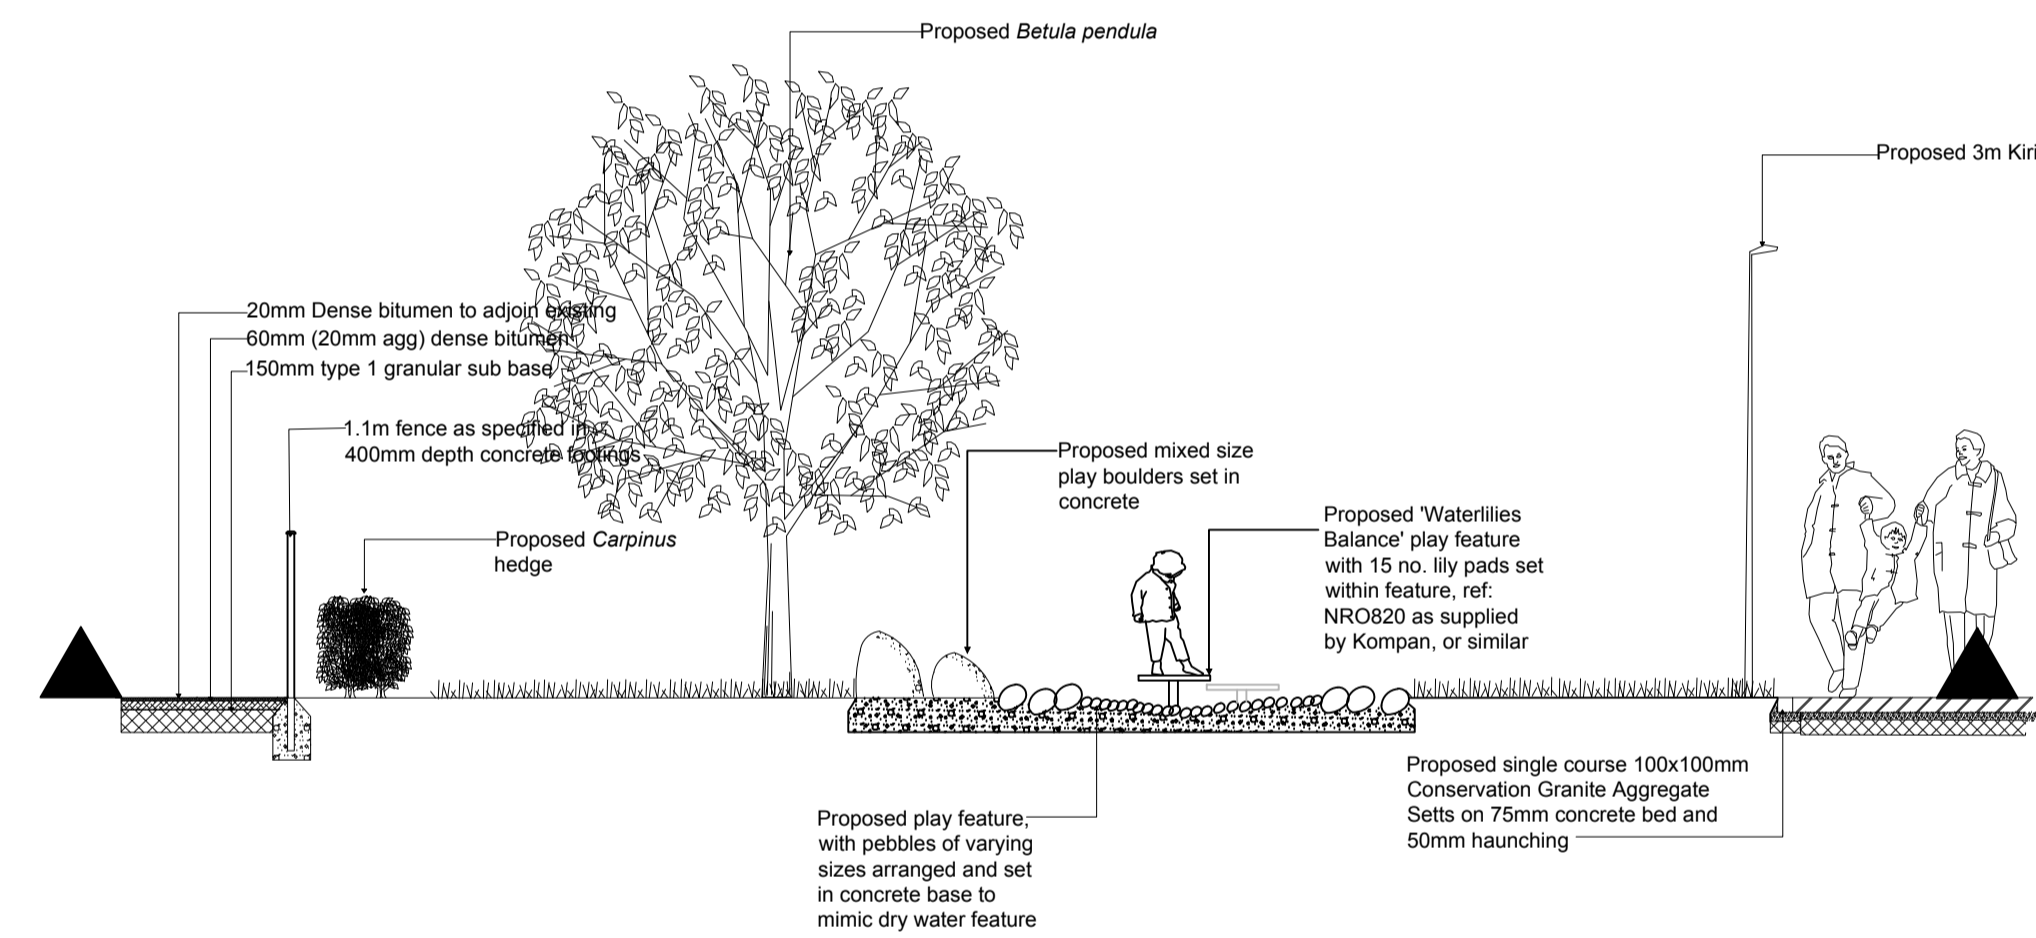 Proposed Betula pendula
Proposed 3m Kiri
20mm Dense bitumen to adjoin existing
60mm (20mm agg) dense bitumen
150mm type 1 granular sub base
1.1m fence as specified in
400mm depth concrete footings
Proposed Carpinus
hedge
Proposed mixed size
play boulders set in
concrete
Proposed 'Waterlilies
Balance' play feature
with 15 no. lily pads set
within feature, ref:
NRO820 as supplied
by Kompan, or similar
Proposed single course 100x100mm
Conservation Granite Aggregate
Setts on 75mm concrete bed and
50mm haunching
Proposed play feature,
with pebbles of varying
sizes arranged and set
in concrete base to
mimic dry water feature